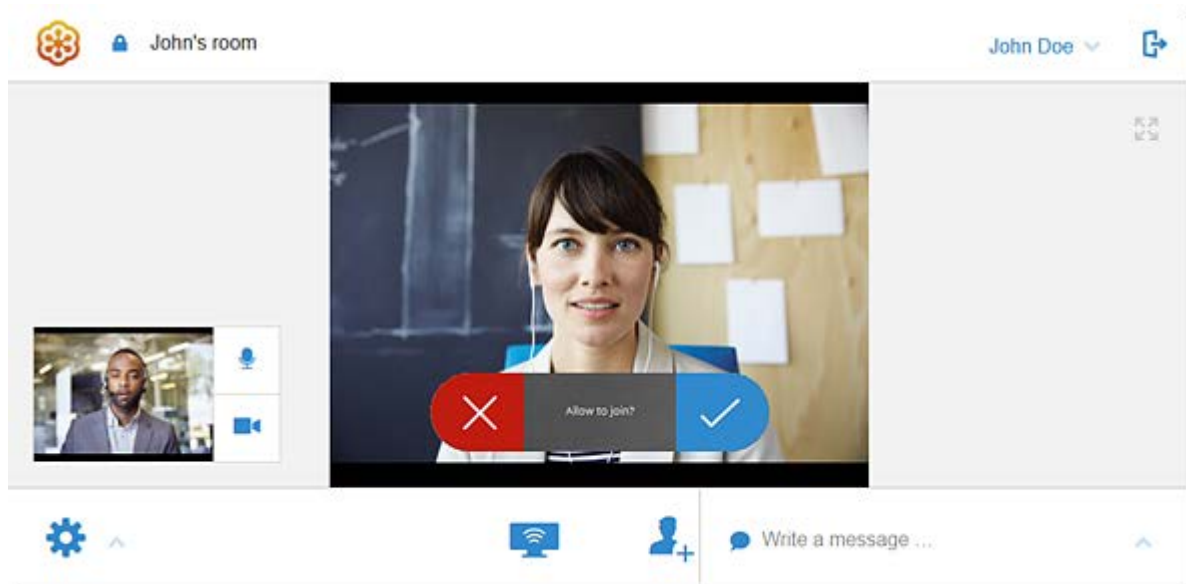 John's room
John Doe
Allow to join?
Write a message ...